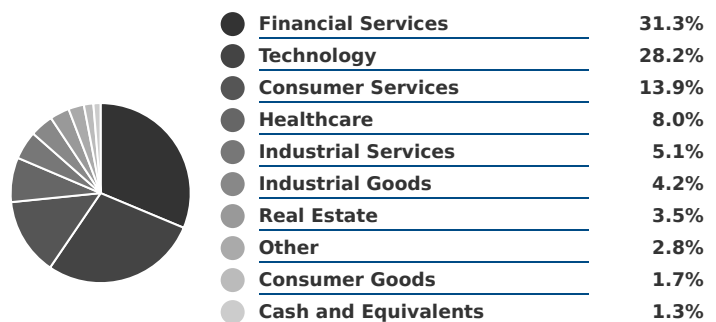 Financial Services 31.3%
Technology 28.2%
Consumer Services 13.9%
Healthcare 8.0%
Industrial Services 5.1%
Industrial Goods 4.2%
Real Estate 3.5%
Other 2.8%
Consumer Goods 1.7%
Cash and Equivalents 1.3%